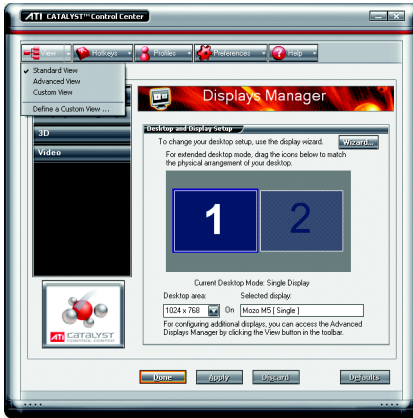 ATI CATALYST™ Control Center
View Hotkeys Profiles Preferences Help
Standard View
Advanced View
Custom View
Define a Custom View ...
Displays Manager
3D
Video
Desktop and Display Setup
To change your desktop setup, use the display wizard.
Wizard...
For extended desktop mode, drag the icons below to match
the physical arrangement of your desktop.
1 2
Current Desktop Mode: Single Display
Desktop area: Selected display:
1024 x 768 On Mozo M5 [ Single ]
For configuring additional displays, you can access the Advanced
Displays Manager by clicking the View button in the toolbar.
ATI CATALYST
CONTROL CENTER
Done Apply Discard Defaults